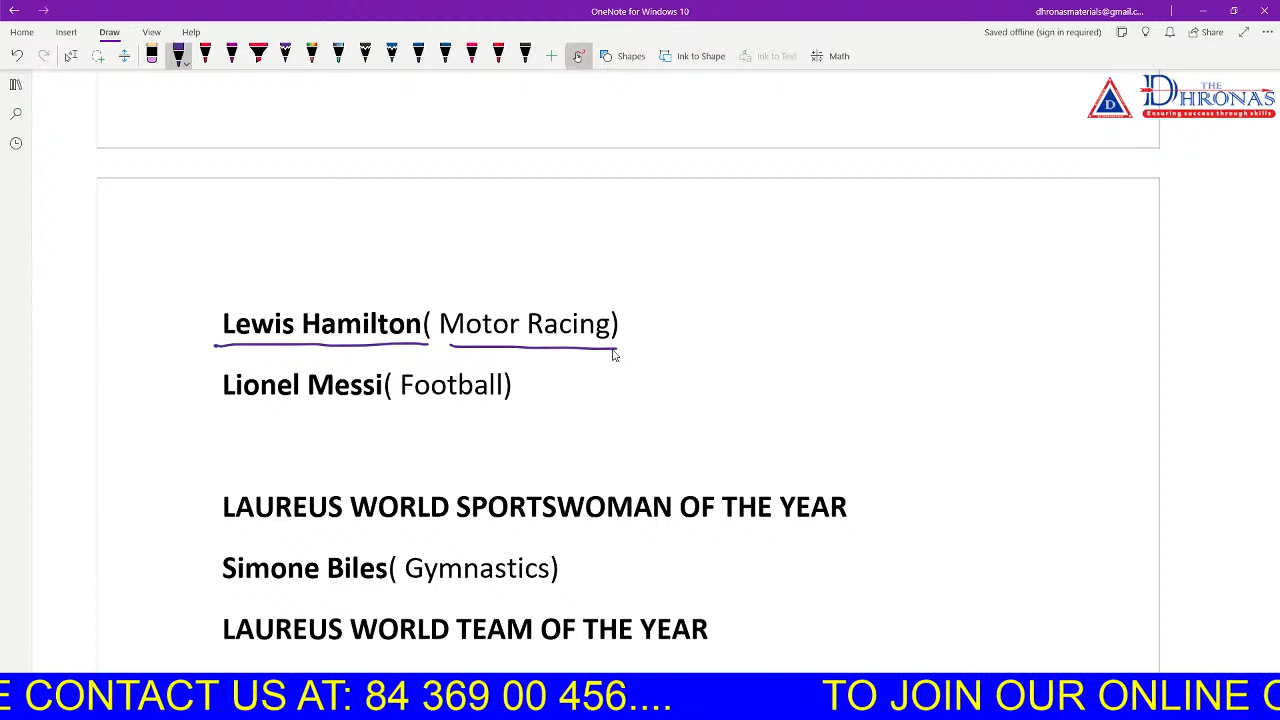 OneNote for Windows 10
dhronasmaterials@gmail.c...
Home Insert Draw View Help
Saved offline (sign in required)
Share
Shapes
Ink to Shape
Ink to Text
Math
D
THE
DHRONAS
Ensuring success through skills
Lewis Hamilton( Motor Racing)
Lionel Messi( Football)
LAUREUS WORLD SPORTSWOMAN OF THE YEAR
Simone Biles( Gymnastics)
LAUREUS WORLD TEAM OF THE YEAR
E CONTACT US AT: 84 369 00 456.... TO JOIN OUR ONLINE